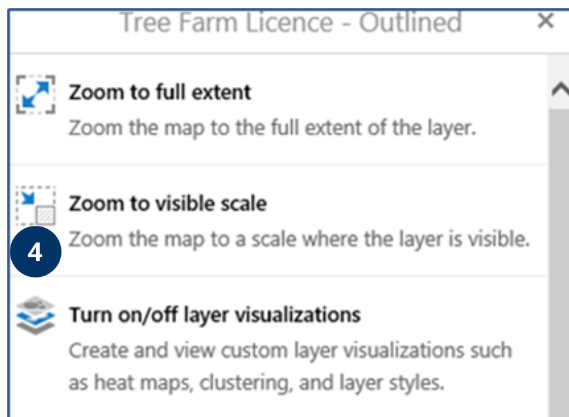 Tree Farm Licence - Outlined ×
Zoom to full extent
Zoom the map to the full extent of the layer.
Zoom to visible scale
4
Zoom the map to a scale where the layer is visible.
Turn on/off layer visualizations
Create and view custom layer visualizations such
as heat maps, clustering, and layer styles.